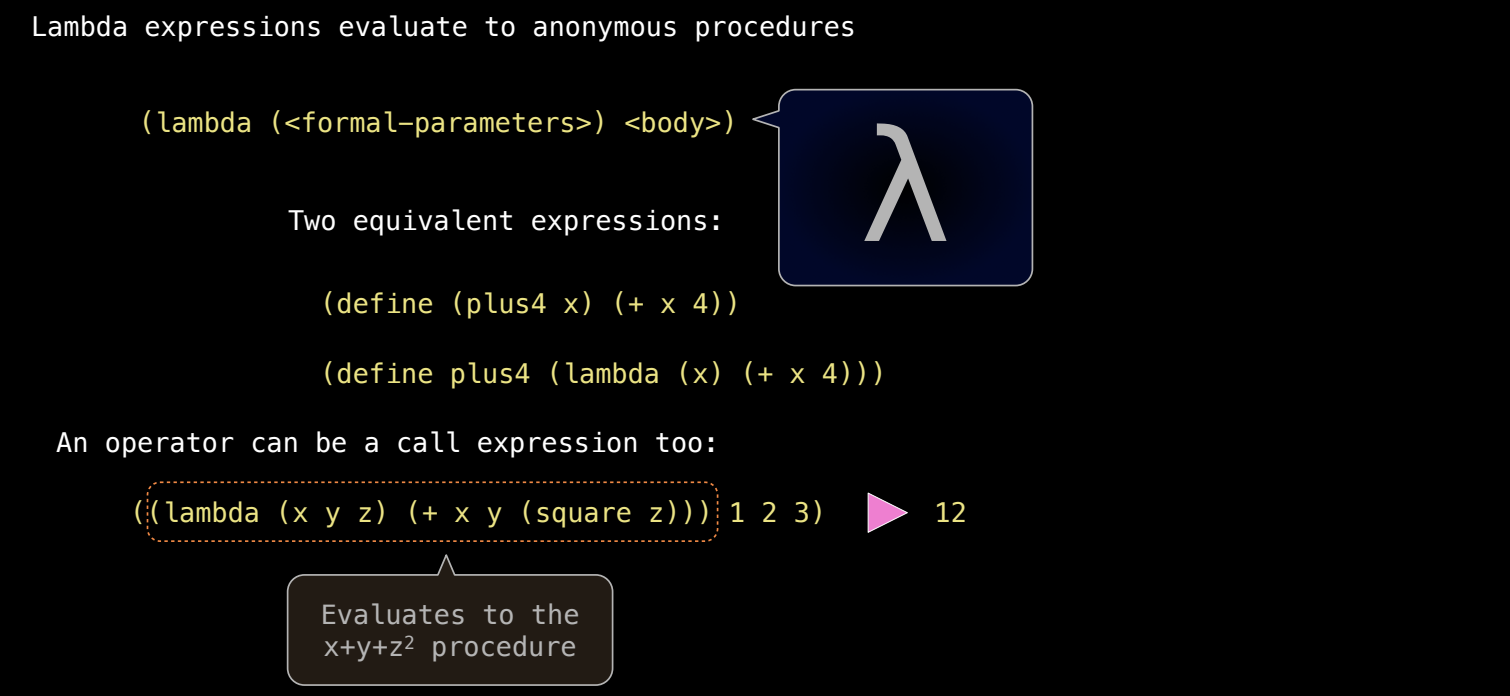 Lambda expressions evaluate to anonymous procedures
(lambda (<formal-parameters>) <body>)
λ
Two equivalent expressions:
(define (plus4 x) (+ x 4))
(define plus4 (lambda (x) (+ x 4)))
An operator can be a call expression too:
((lambda (x y z) (+ x y (square z))) 1 2 3) 12
Evaluates to the
x+y+z² procedure